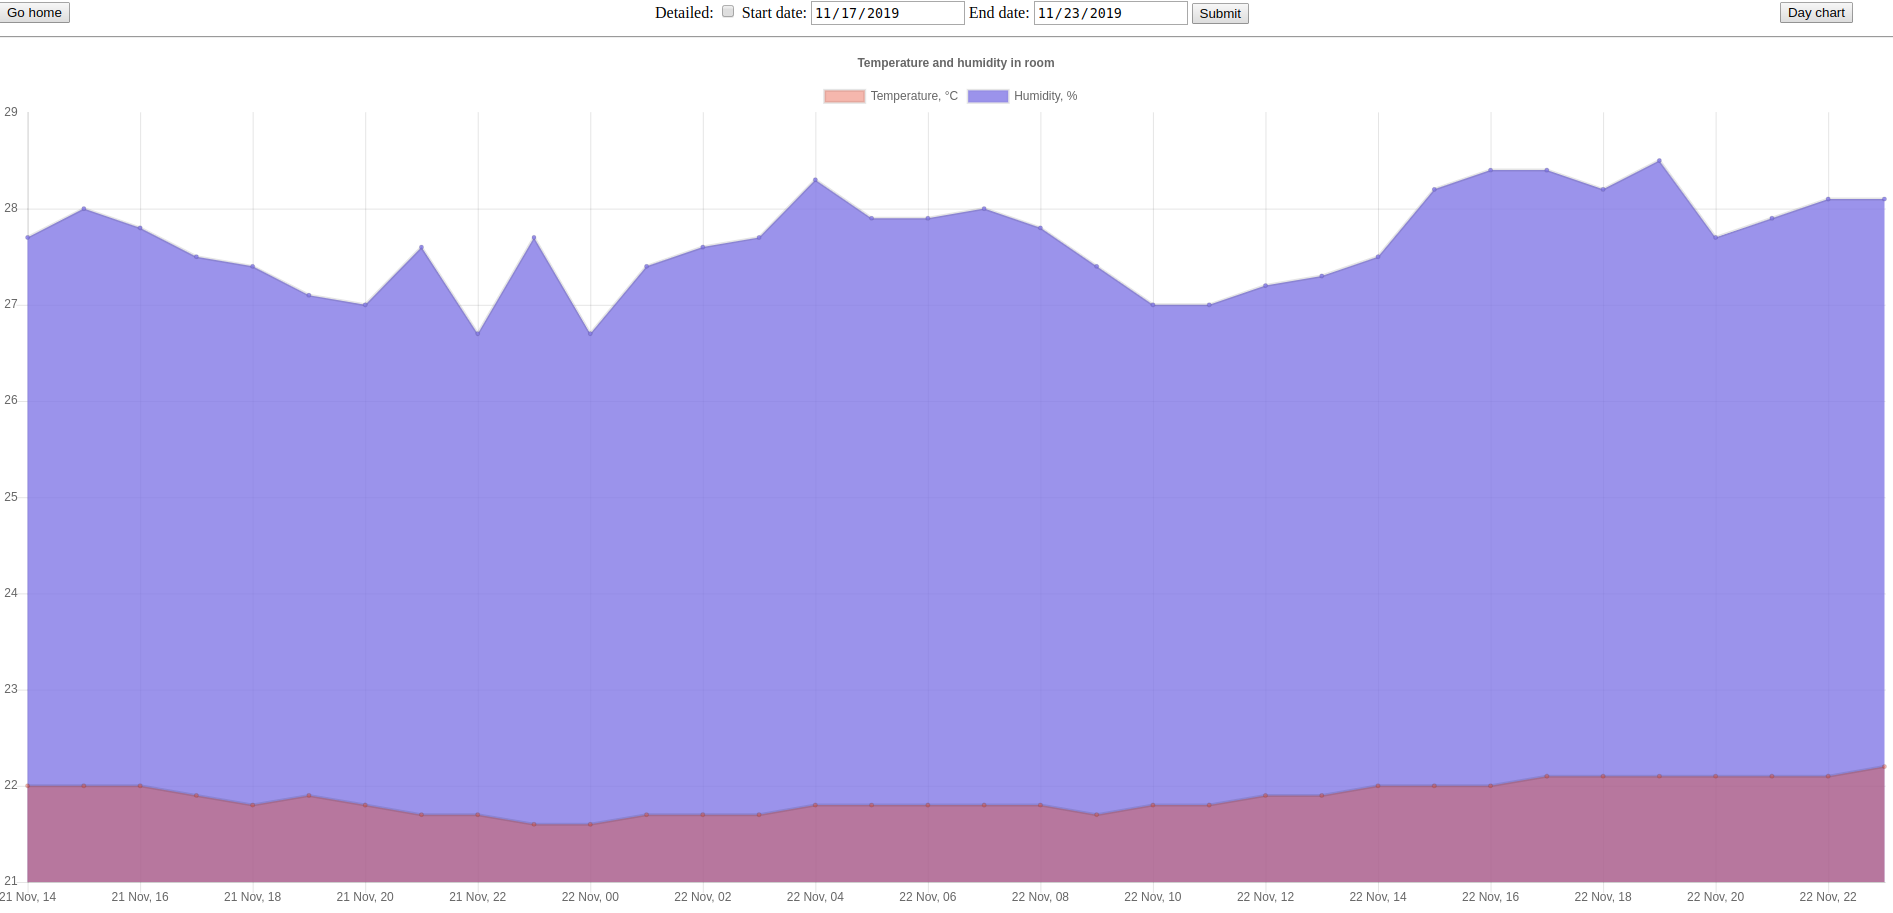 Go home Detailed: Start date: 11/17/2019 End date: 11/23/2019 Submit Day chart
Temperature and humidity in room
Temperature, °C Humidity, %
29
28
27
26
25
24
23
22
21
21 Nov, 14 21 Nov, 16 21 Nov, 18 21 Nov, 20 21 Nov, 22 22 Nov, 00 22 Nov, 02 22 Nov, 04 22 Nov, 06 22 Nov, 08 22 Nov, 10 22 Nov, 12 22 Nov, 14 22 Nov, 16 22 Nov, 18 22 Nov, 20 22 Nov, 22